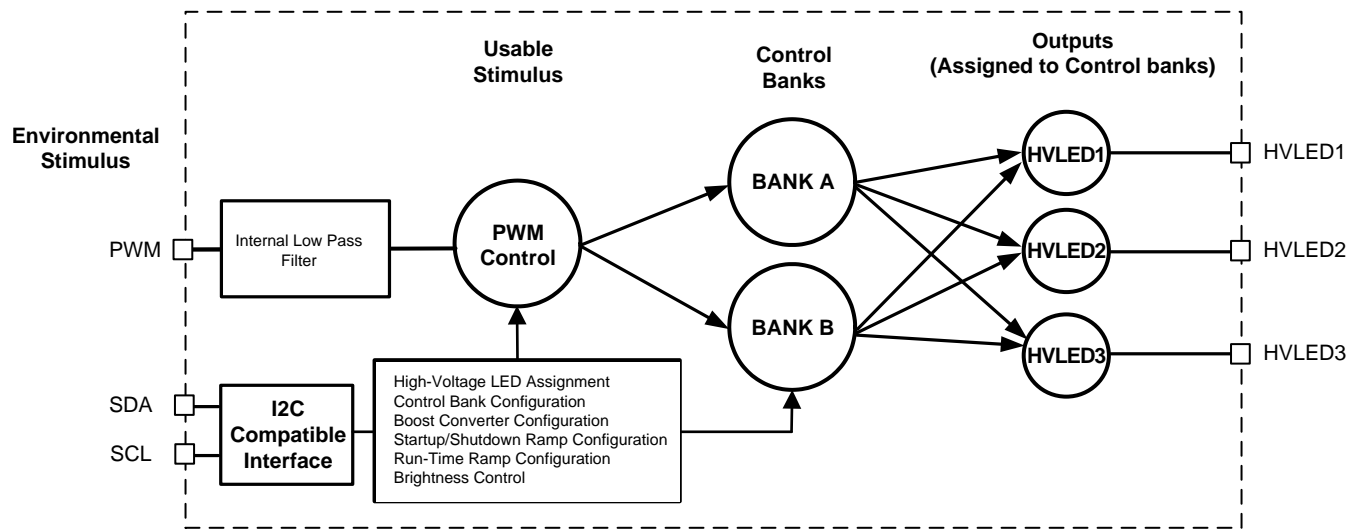 Environmental
Stimulus
Usable
Stimulus
Control
Banks
Outputs
(Assigned to Control banks)
PWM
Internal Low Pass
Filter
PWM
Control
BANK A
BANK B
HVLED1
HVLED2
HVLED3
HVLED1
HVLED2
HVLED3
SDA
SCL
I2C
Compatible
Interface
High-Voltage LED Assignment
Control Bank Configuration
Boost Converter Configuration
Startup/Shutdown Ramp Configuration
Run-Time Ramp Configuration
Brightness Control